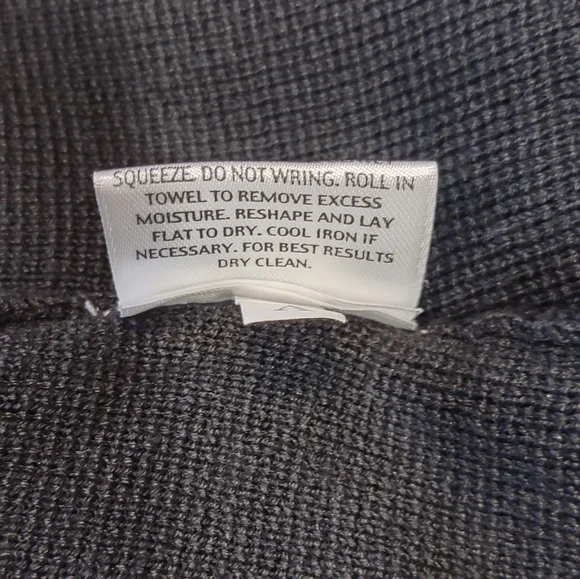 SQUEEZE. DO NOT WRING. ROLL IN
TOWEL TO REMOVE EXCESS
MOISTURE. RESHAPE AND LAY
FLAT TO DRY. COOL IRON IF
NECESSARY. FOR BEST RESULTS
DRY CLEAN.